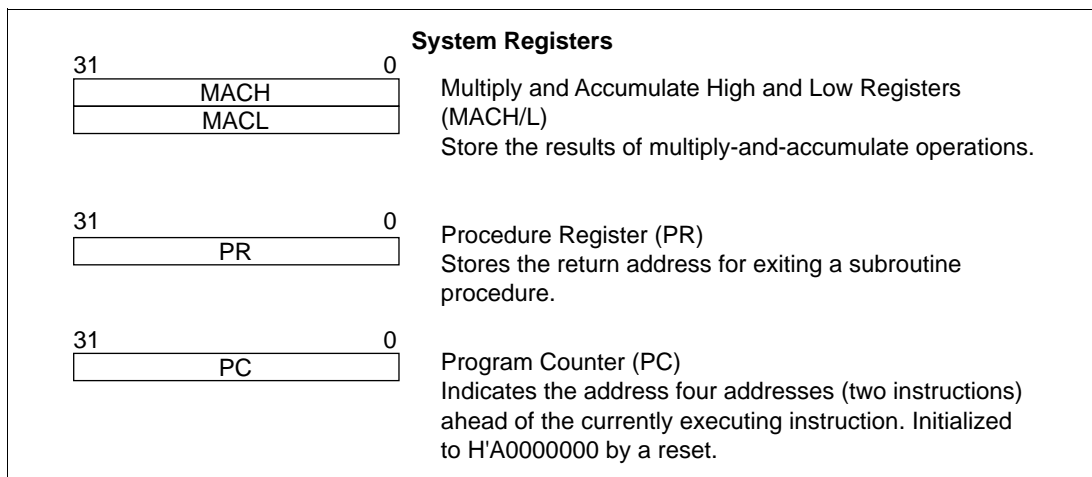 System Registers
31 0
MACH
MACL
Multiply and Accumulate High and Low Registers
(MACH/L)
Store the results of multiply-and-accumulate operations.
31 0
PR
Procedure Register (PR)
Stores the return address for exiting a subroutine
procedure.
31 0
PC
Program Counter (PC)
Indicates the address four addresses (two instructions)
ahead of the currently executing instruction. Initialized
to H'A0000000 by a reset.